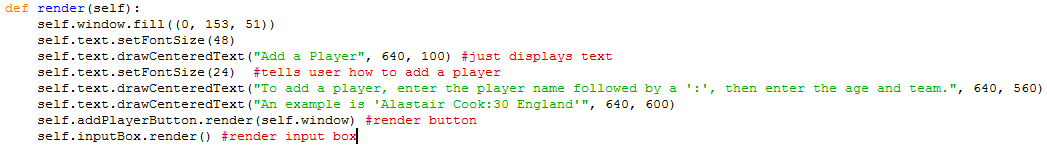 def render(self):
    self.window.fill((0, 153, 51))
    self.text.setFontSize(48)
    self.text.drawCenteredText("Add a Player", 640, 100) #just displays text
    self.text.setFontSize(24)  #tells user how to add a player
    self.text.drawCenteredText("To add a player, enter the player name followed by a ':', then enter the age and team.", 640, 560)
    self.text.drawCenteredText("An example is 'Alastair Cook:30 England'", 640, 600)
    self.addPlayerButton.render(self.window) #render button
    self.inputBox.render() #render input box